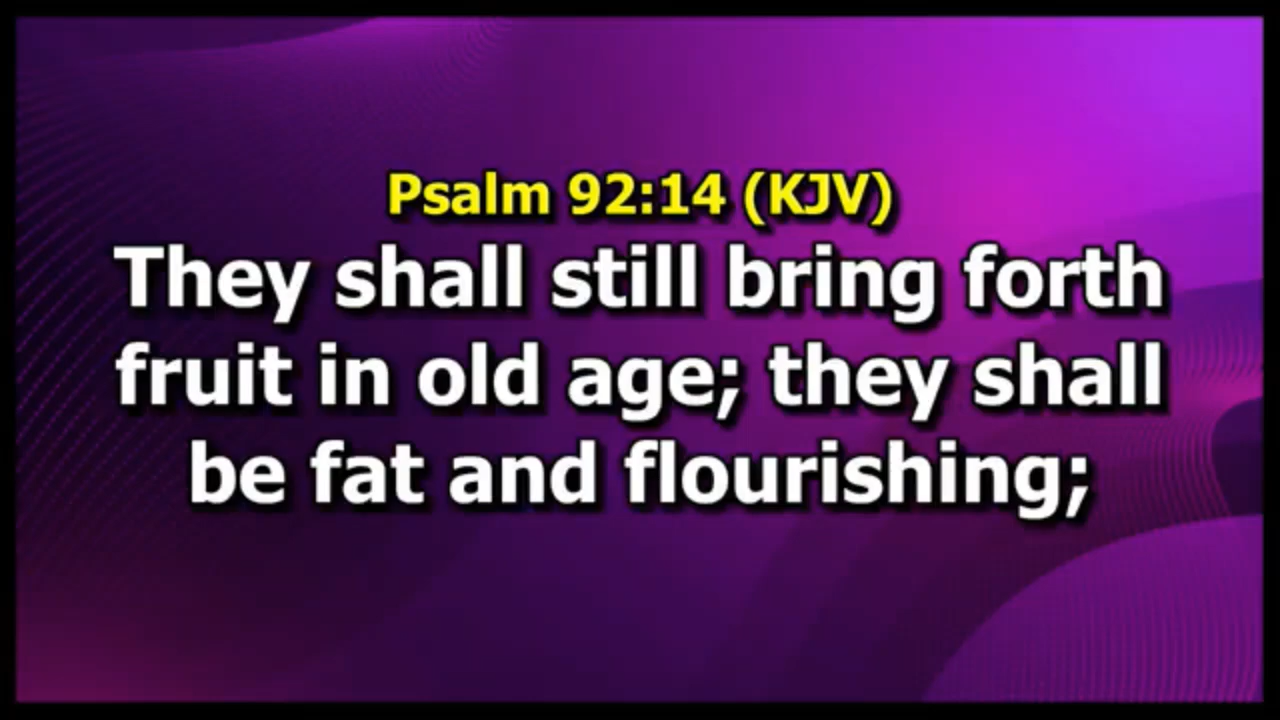 Psalm 92:14 (KJV)
They shall still bring forth
fruit in old age; they shall
be fat and flourishing;